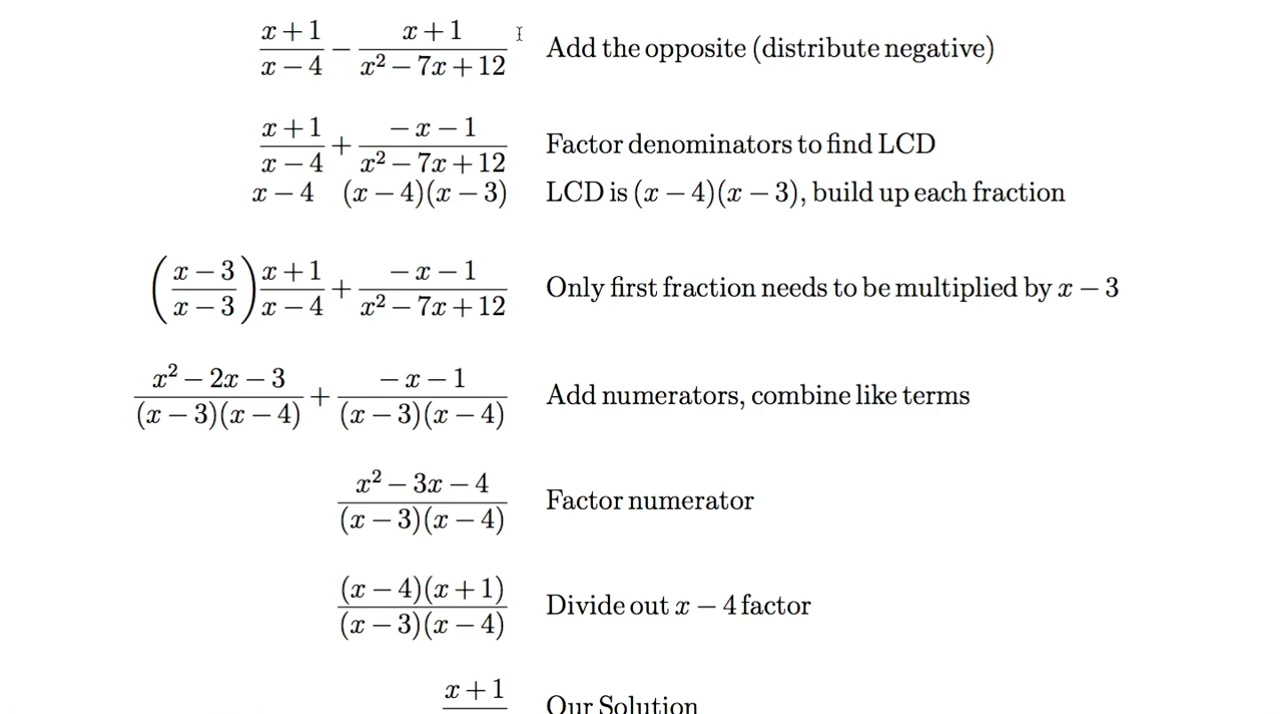 (x+1)/(x−4) − (x+1)/(x²−7x+12) Add the opposite (distribute negative)
(x+1)/(x−4) + (−x−1)/(x²−7x+12) Factor denominators to find LCD
x−4 (x−4)(x−3) LCD is (x−4)(x−3), build up each fraction
((x−3)/(x−3)) (x+1)/(x−4) + (−x−1)/(x²−7x+12) Only first fraction needs to be multiplied by x−3
(x²−2x−3)/((x−3)(x−4)) + (−x−1)/((x−3)(x−4)) Add numerators, combine like terms
(x²−3x−4)/((x−3)(x−4)) Factor numerator
((x−4)(x+1))/((x−3)(x−4)) Divide out x−4 factor
x+1 Our Solution